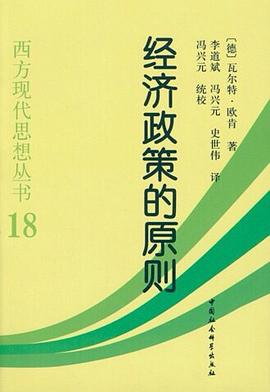 [德]瓦尔特·欧肯 著
李道斌 冯兴元 史世伟 译
冯兴元 统校
经济政策的原则
西方现代思想丛书
18
中国社会科学出版社